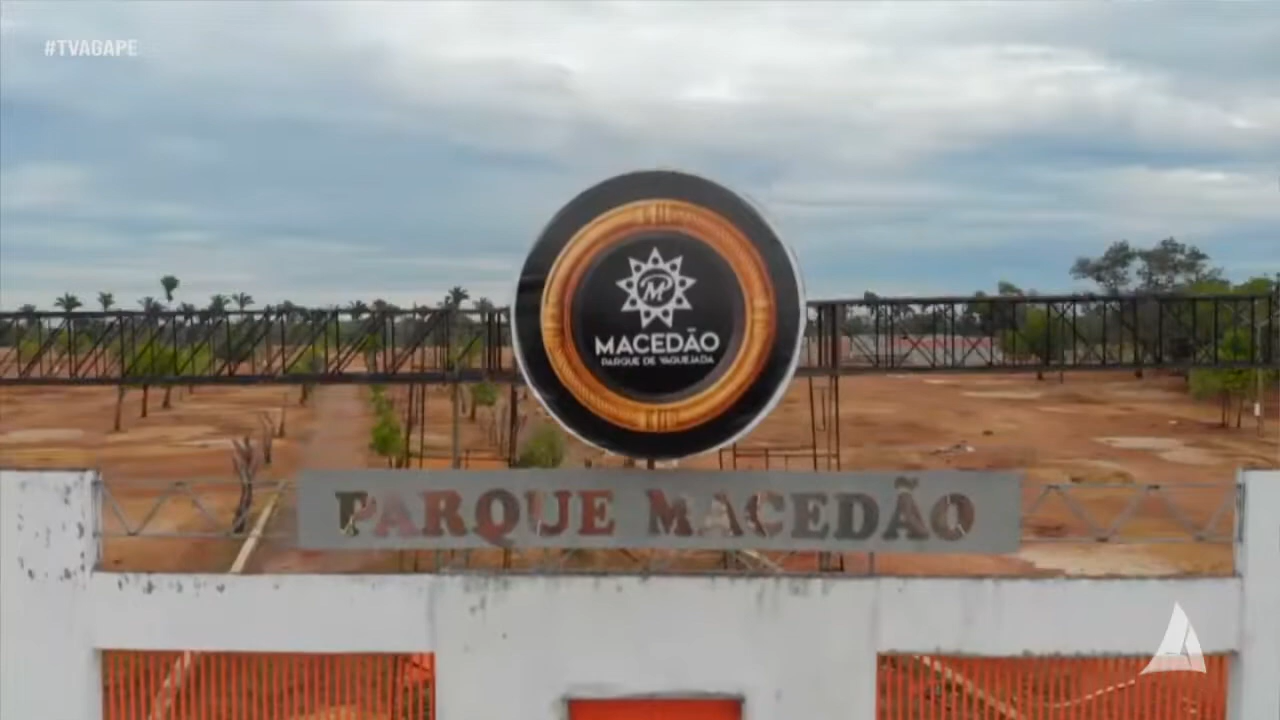 #TVAGAPE
M
MACEDÃO
PARQUE DE VAQUEJADA
PARQUE MACEDÃO